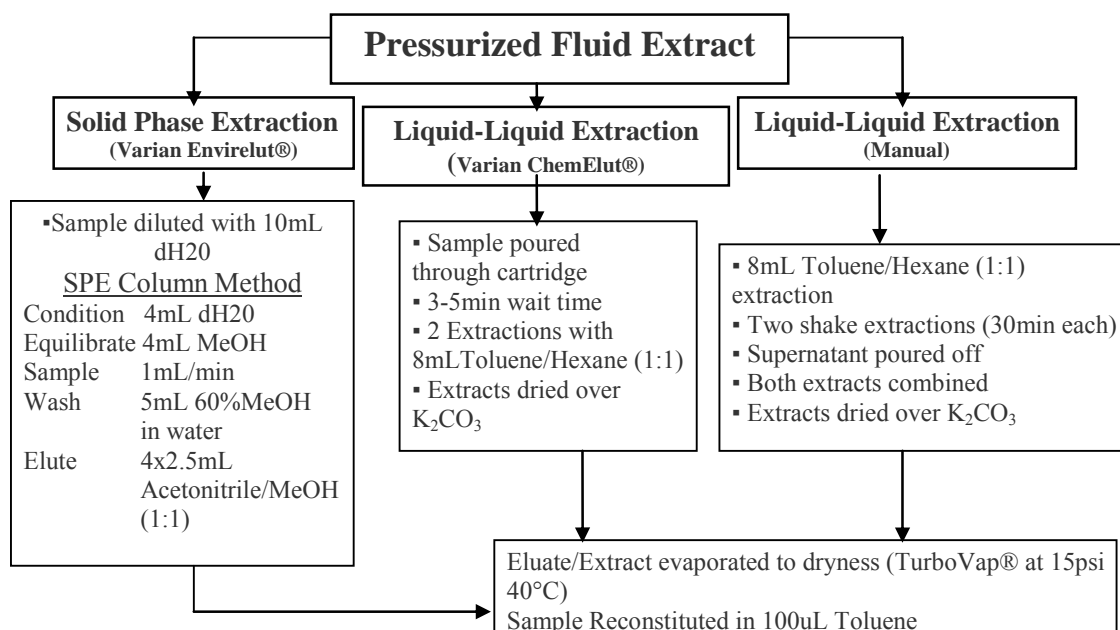 Pressurized Fluid Extract
Solid Phase Extraction
(Varian Envirelut®)
▪Sample diluted with 10mL
dH20
SPE Column Method
Condition 4mL dH20
Equilibrate 4mL MeOH
Sample 1mL/min
Wash 5mL 60%MeOH
in water
Elute 4x2.5mL
Acetonitrile/MeOH
(1:1)
Liquid-Liquid Extraction
(Varian ChemElut®)
▪ Sample poured
through cartridge
▪ 3-5min wait time
▪ 2 Extractions with
8mLToluene/Hexane (1:1)
▪ Extracts dried over
K₂CO₃
Liquid-Liquid Extraction
(Manual)
▪ 8mL Toluene/Hexane (1:1)
extraction
▪ Two shake extractions (30min each)
▪ Supernatant poured off
▪ Both extracts combined
▪ Extracts dried over K₂CO₃
Eluate/Extract evaporated to dryness (TurboVap® at 15psi
40°C)
Sample Reconstituted in 100uL Toluene